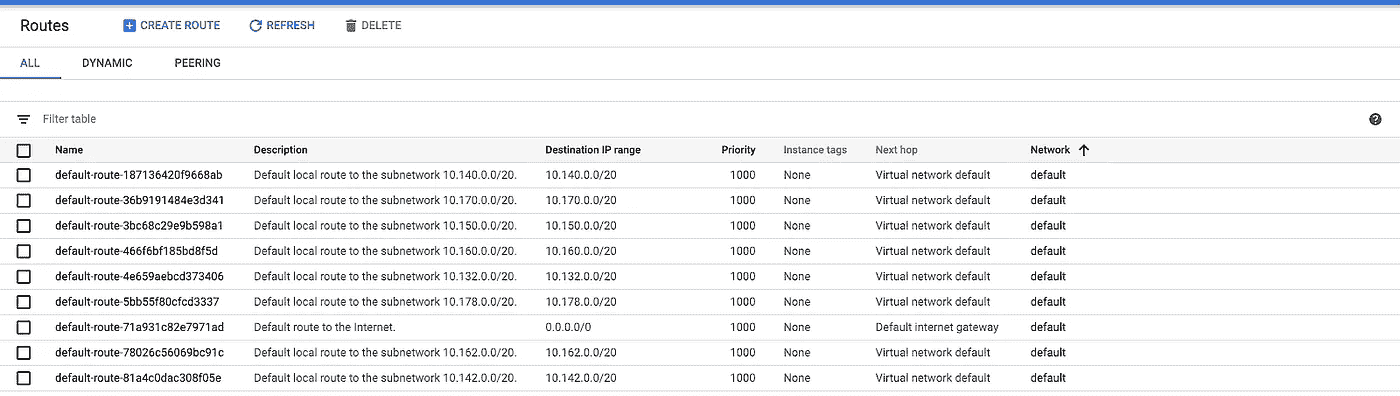 Routes CREATE ROUTE REFRESH DELETE
ALL DYNAMIC PEERING
Filter table
Name Description Destination IP range Priority Instance tags Next hop Network
default-route-187136420f9668ab Default local route to the subnetwork 10.140.0.0/20. 10.140.0.0/20 1000 None Virtual network default default
default-route-36b9191484e3d341 Default local route to the subnetwork 10.170.0.0/20. 10.170.0.0/20 1000 None Virtual network default default
default-route-3bc68c29e9b598a1 Default local route to the subnetwork 10.150.0.0/20. 10.150.0.0/20 1000 None Virtual network default default
default-route-466f6bf185bd8f5d Default local route to the subnetwork 10.160.0.0/20. 10.160.0.0/20 1000 None Virtual network default default
default-route-4e659aebcd373406 Default local route to the subnetwork 10.132.0.0/20. 10.132.0.0/20 1000 None Virtual network default default
default-route-5bb55f80cfcd3337 Default local route to the subnetwork 10.178.0.0/20. 10.178.0.0/20 1000 None Virtual network default default
default-route-71a931c82e7971ad Default route to the Internet. 0.0.0.0/0 1000 None Default internet gateway default
default-route-78026c56069bc91c Default local route to the subnetwork 10.162.0.0/20. 10.162.0.0/20 1000 None Virtual network default default
default-route-81a4c0dac308f05e Default local route to the subnetwork 10.142.0.0/20. 10.142.0.0/20 1000 None Virtual network default default